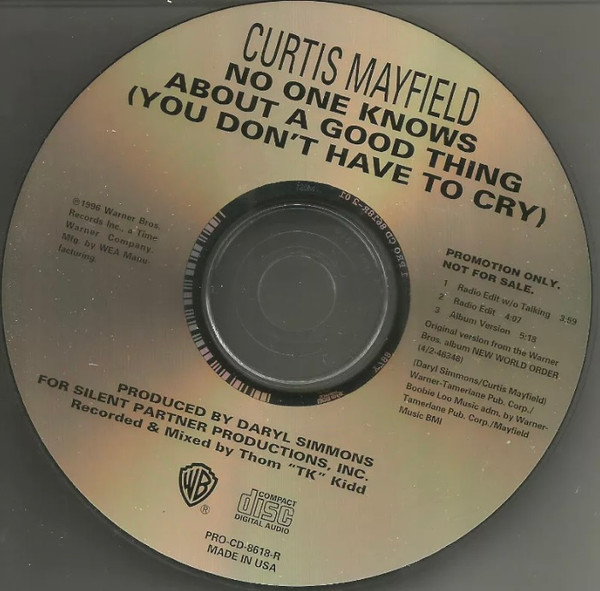 CURTIS MAYFIELD
NO ONE KNOWS
ABOUT A GOOD THING
(YOU DON'T HAVE TO CRY)
℗1996 Warner Bros.
Records Inc., a Time
Warner Company.
Mfg. by WEA Manu-
facturing.
PROMOTION ONLY.
NOT FOR SALE.
1 Radio Edit w/o Talking 3:59
2 Radio Edit 4:07
3 Album Version 5:18
Original version from the Warner
Bros. album NEW WORLD ORDER
(4/2-46348)
(Daryl Simmons/Curtis Mayfield)
Warner-Tamerlane Pub. Corp./
Boobie Loo Music adm. by Warner-
Tamerlane Pub. Corp./Mayfield
Music BMI
PRODUCED BY DARYL SIMMONS
FOR SILENT PARTNER PRODUCTIONS, INC.
Recorded & Mixed by Thom "TK" Kidd
WB
®
COMPACT
disc
DIGITAL AUDIO
PRO-CD-8618-R
MADE IN USA